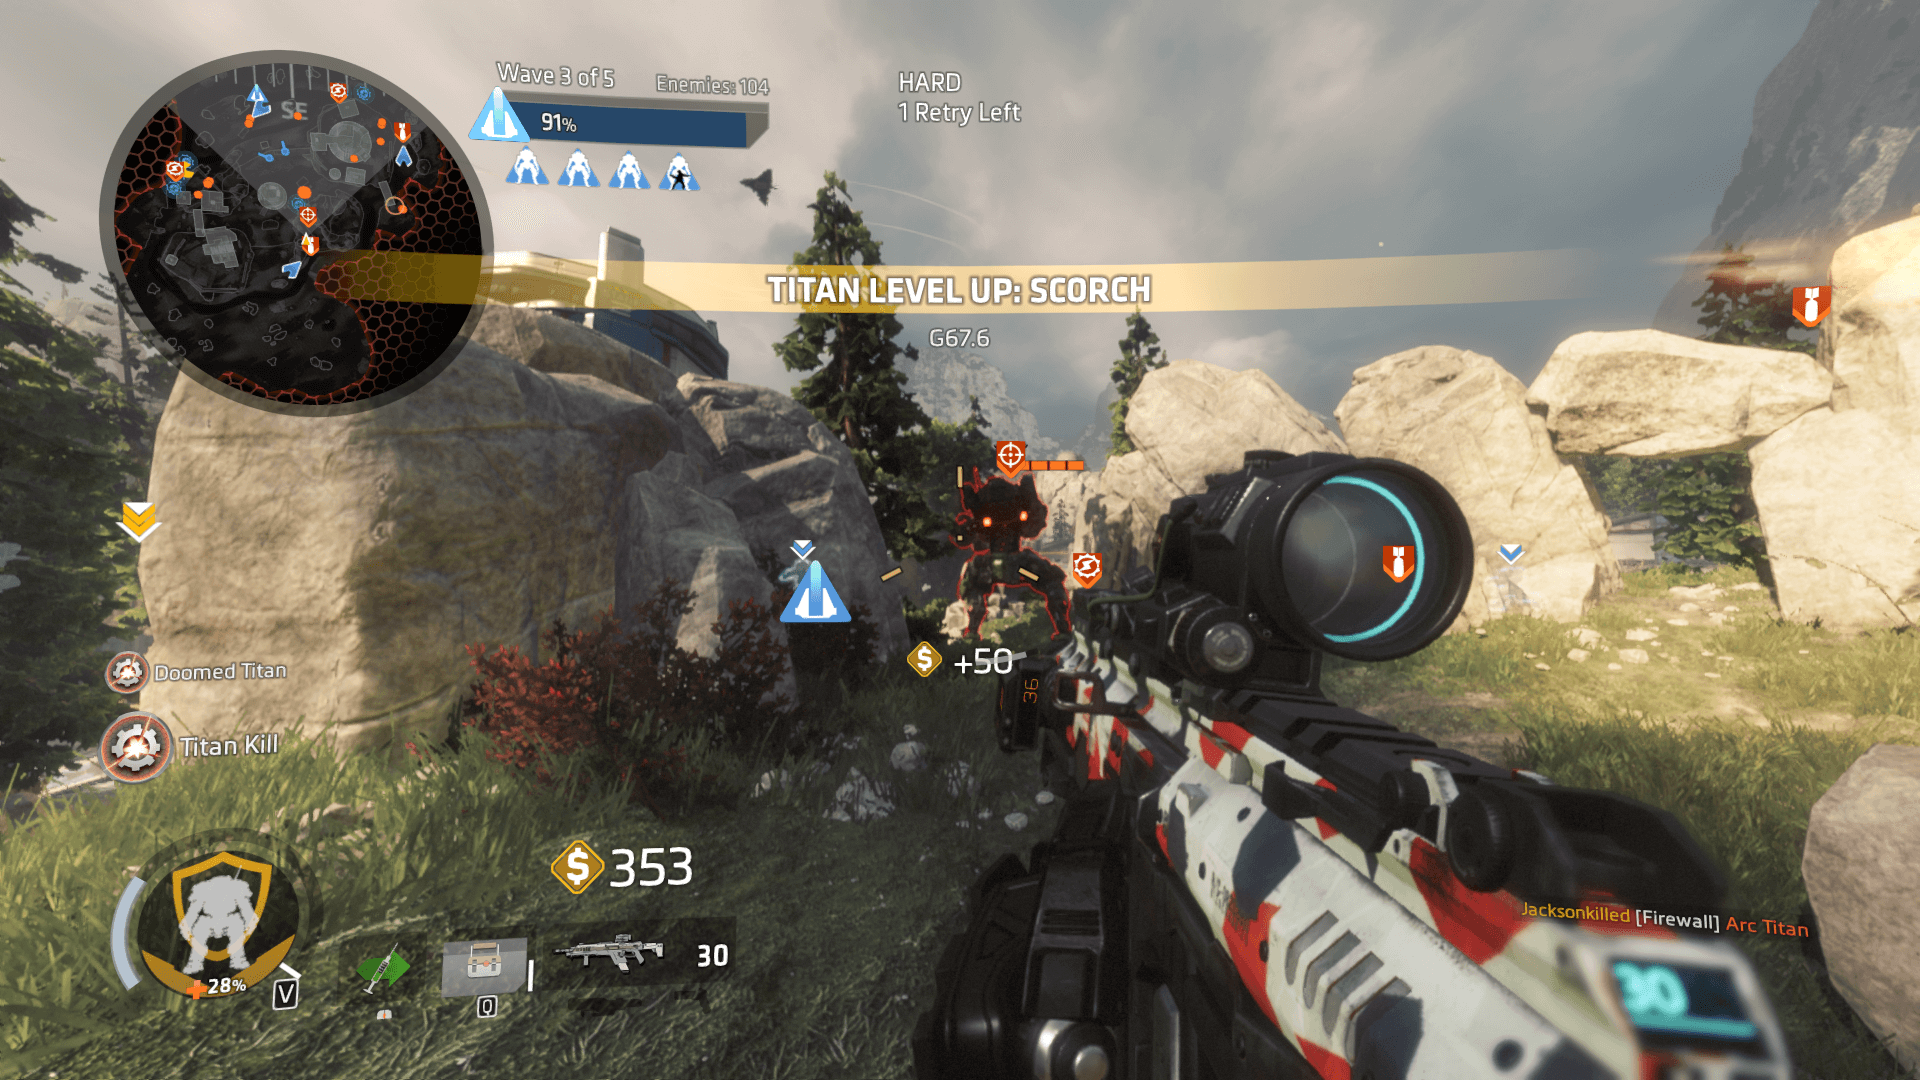 Wave 3 of 5
Enemies: 104
91%
HARD
1 Retry Left
SE
TITAN LEVEL UP: SCORCH
G67.6
$ +50
36
Doomed Titan
Titan Kill
$ 353
Jacksonkilled [Firewall] Arc Titan
28%
V
Q
30
30